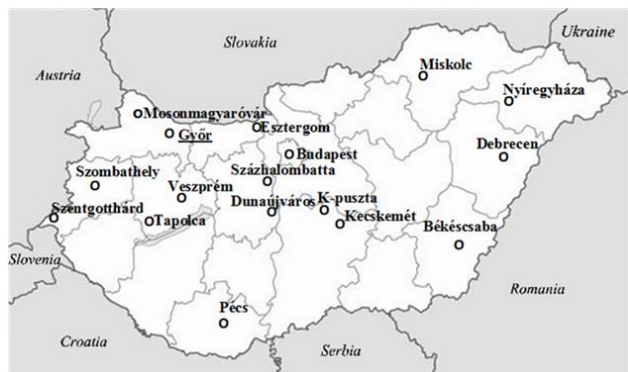 Ukraine
Slovakia
Austria
Miskolc
Nyíregyháza
Mosonmagyaróvár
Győr
Esztergom
Debrecen
Budapest
Szombathely
Százhalombatta
Veszprém
K-puszta
Dunaújváros
Szentgotthárd
Tapolca
Kecskemét
Békéscsaba
Slovenia
Romania
Pécs
Croatia
Serbia